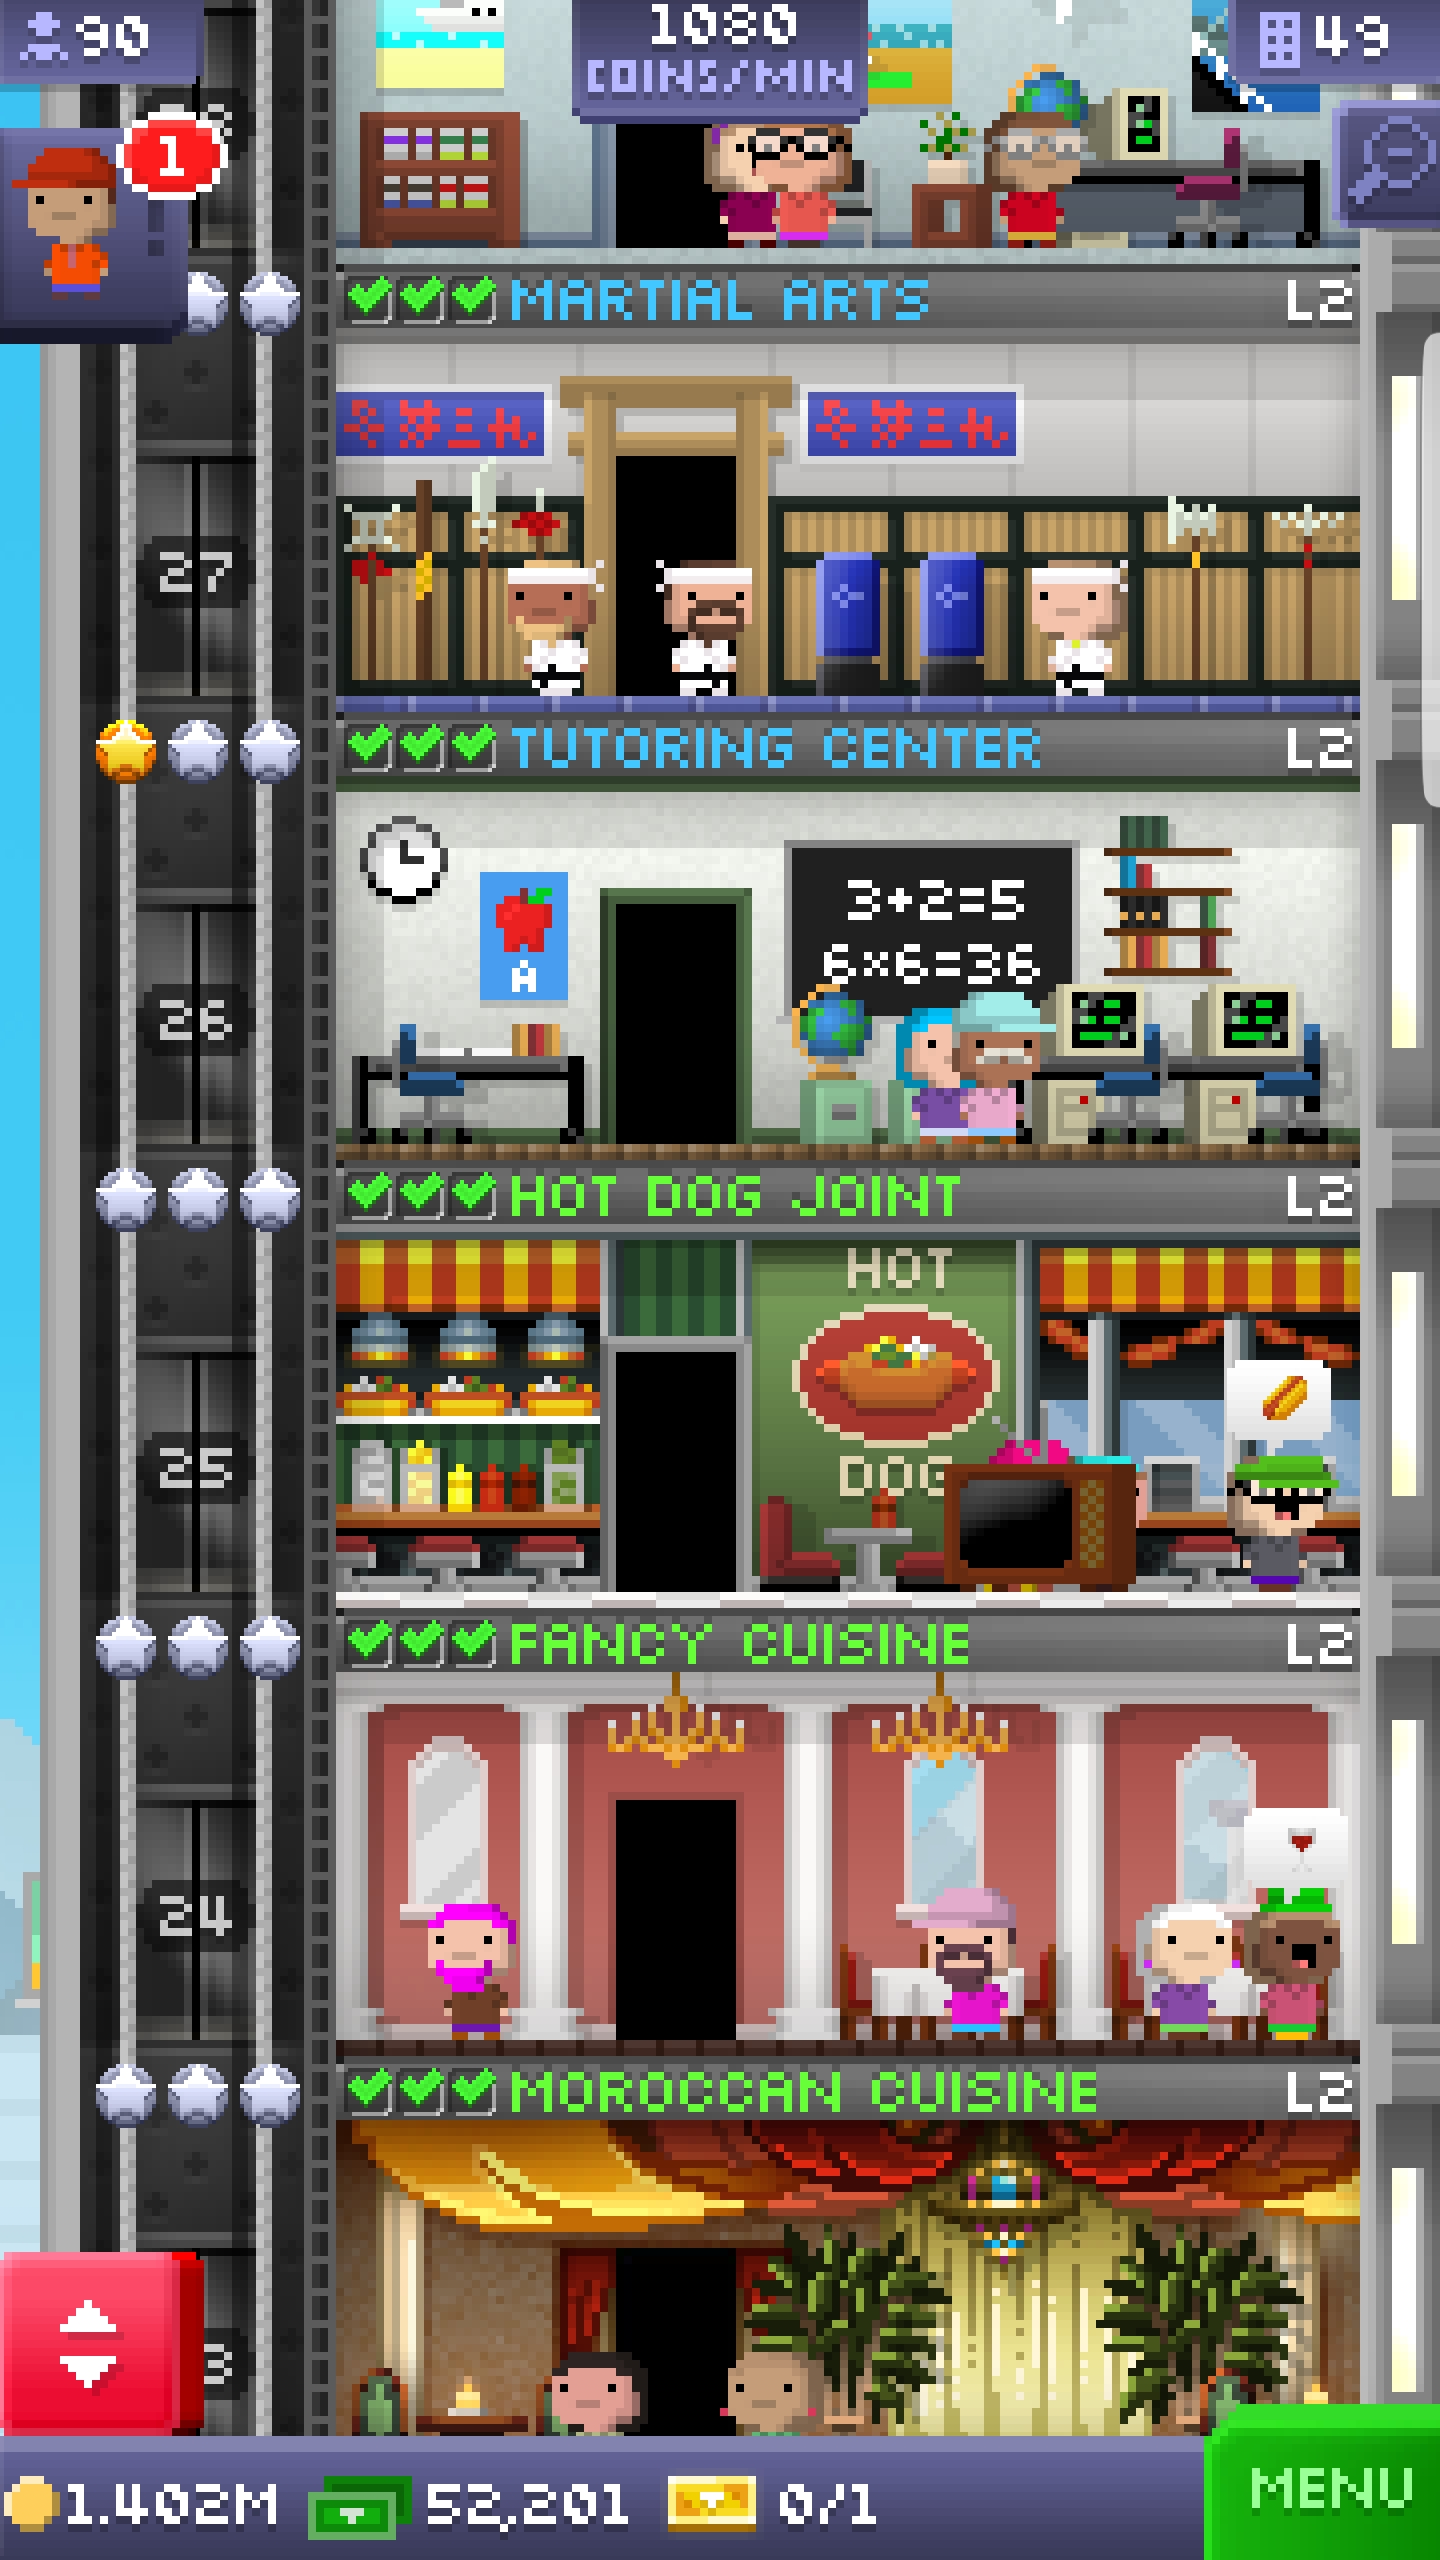 90
1080
COINS/MIN
49
1
MARTIAL ARTS
L2
27
TUTORING CENTER
L2
3+2=5
6×6=36
A
26
HOT DOG JOINT
L2
HOT
DOG
25
FANCY CUISINE
L2
24
MOROCCAN CUISINE
L2
3
1.402M
52,201
0/1
MENU